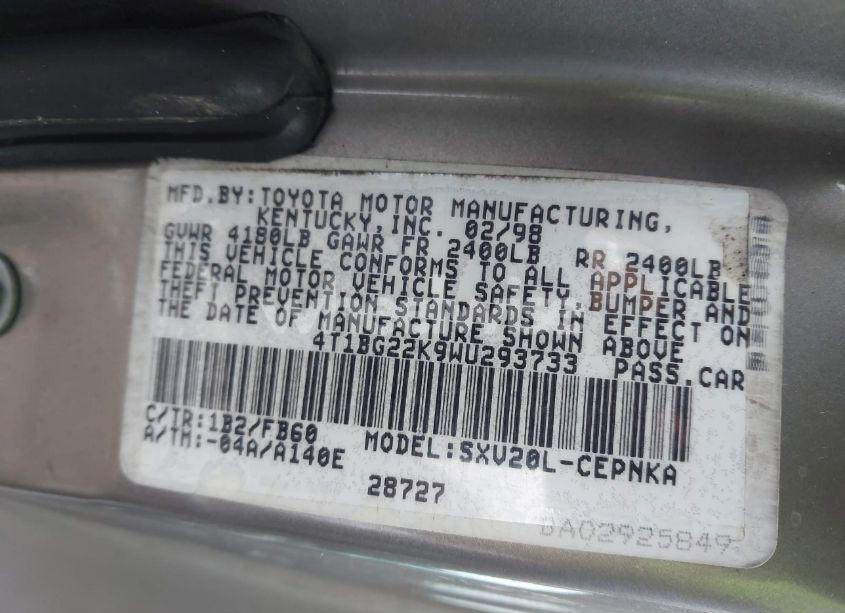 MFD.BY:TOYOTA MOTOR MANUFACTURING,
KENTUCKY,INC. 02/98
GVWR 4180LB GAWR FR 2400LB RR 2400LB
THIS VEHICLE CONFORMS TO ALL APPLICABLE
FEDERAL MOTOR VEHICLE SAFETY,BUMPER AND
THEFT PREVENTION STANDARDS IN EFFECT ON
THE DATE OF MANUFACTURE SHOWN ABOVE
4T1BG22K9WU293733 PASS.CAR
C/TR:1B2/FB60
A/TM:-04A/A140E MODEL:SXV20L-CEPNKA
28727
BA02925849